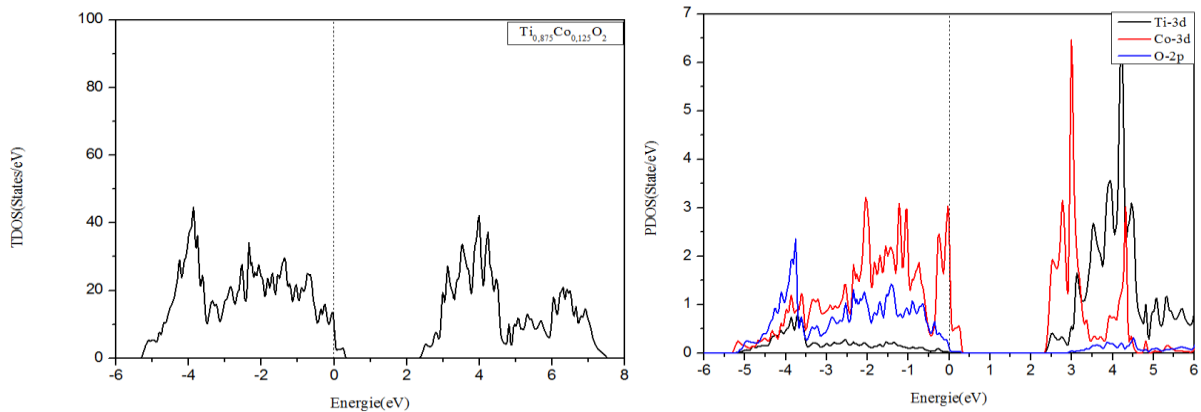 100
80
60
40
20
0
-6 -4 -2 0 2 4 6 8
TDOS(States/eV)
Energie(eV)
Ti0,875Co0,125O2
7
6
5
4
3
2
1
0
-6 -5 -4 -3 -2 -1 0 1 2 3 4 5 6
PDOS(State/eV)
Energie(eV)
Ti-3d
Co-3d
O-2p